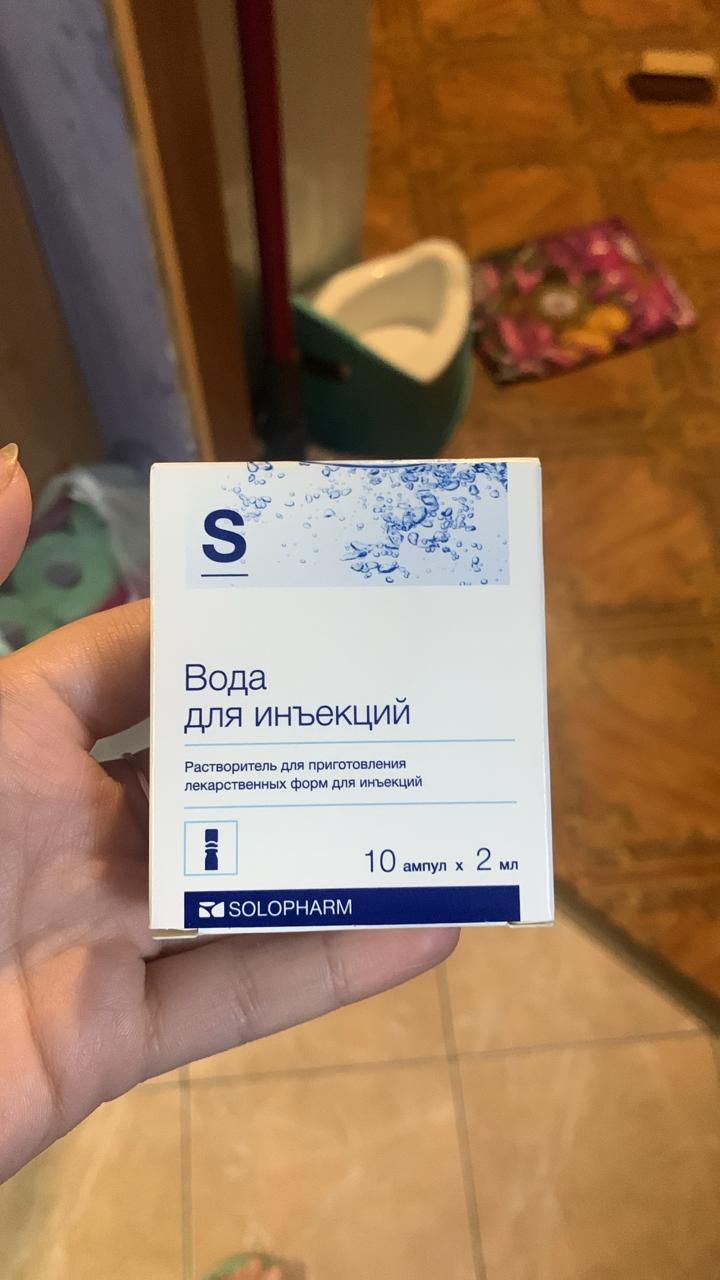 S
Вода
для инъекций
Растворитель для приготовления
лекарственных форм для инъекций
10 ампул х 2 мл
SOLOPHARM